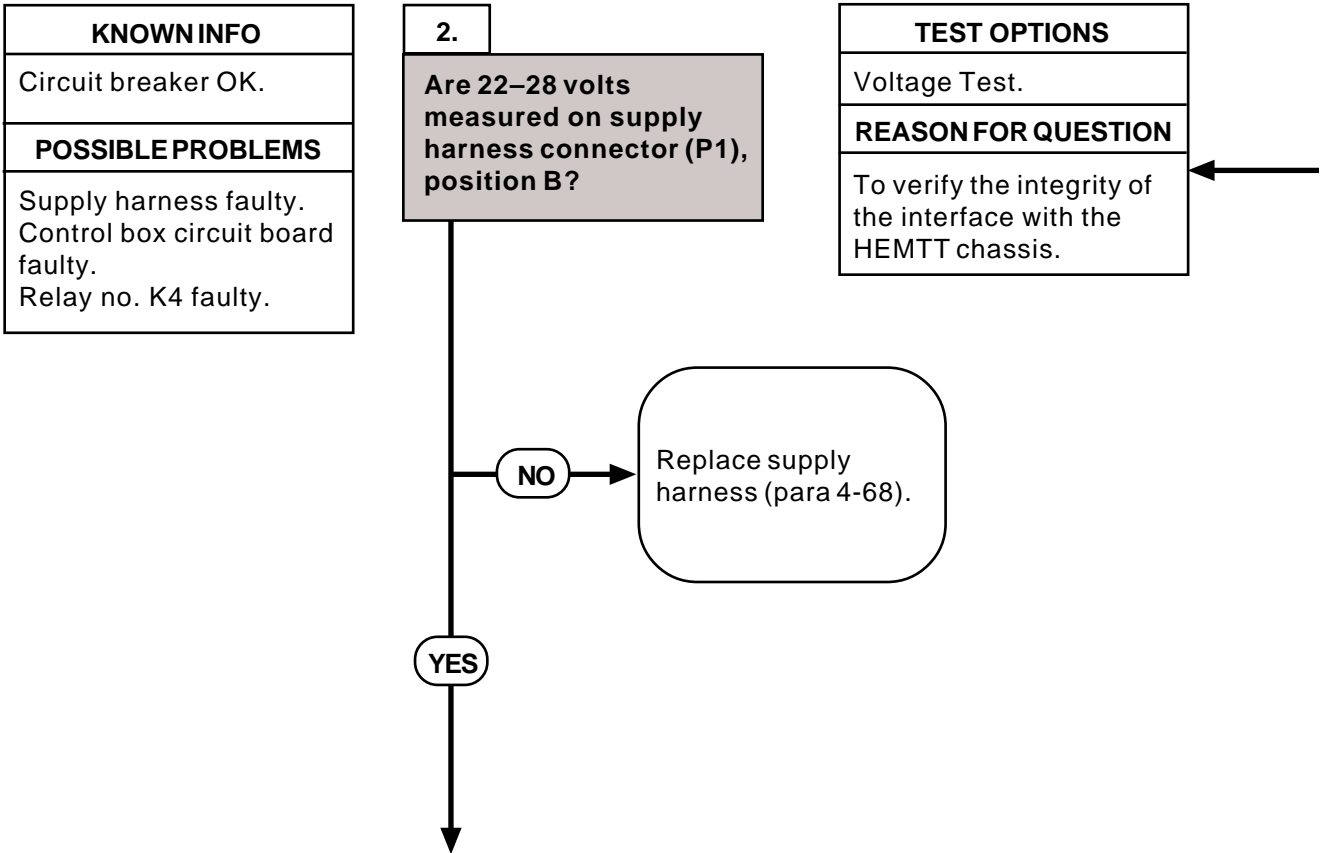 KNOWN INFO
Circuit breaker OK.
POSSIBLE PROBLEMS
Supply harness faulty.
Control box circuit board
faulty.
Relay no. K4 faulty.
2.
Are 22–28 volts
measured on supply
harness connector (P1),
position B?
TEST OPTIONS
Voltage Test.
REASON FOR QUESTION
To verify the integrity of
the interface with the
HEMTT chassis.
NO
Replace supply
harness (para 4-68).
YES